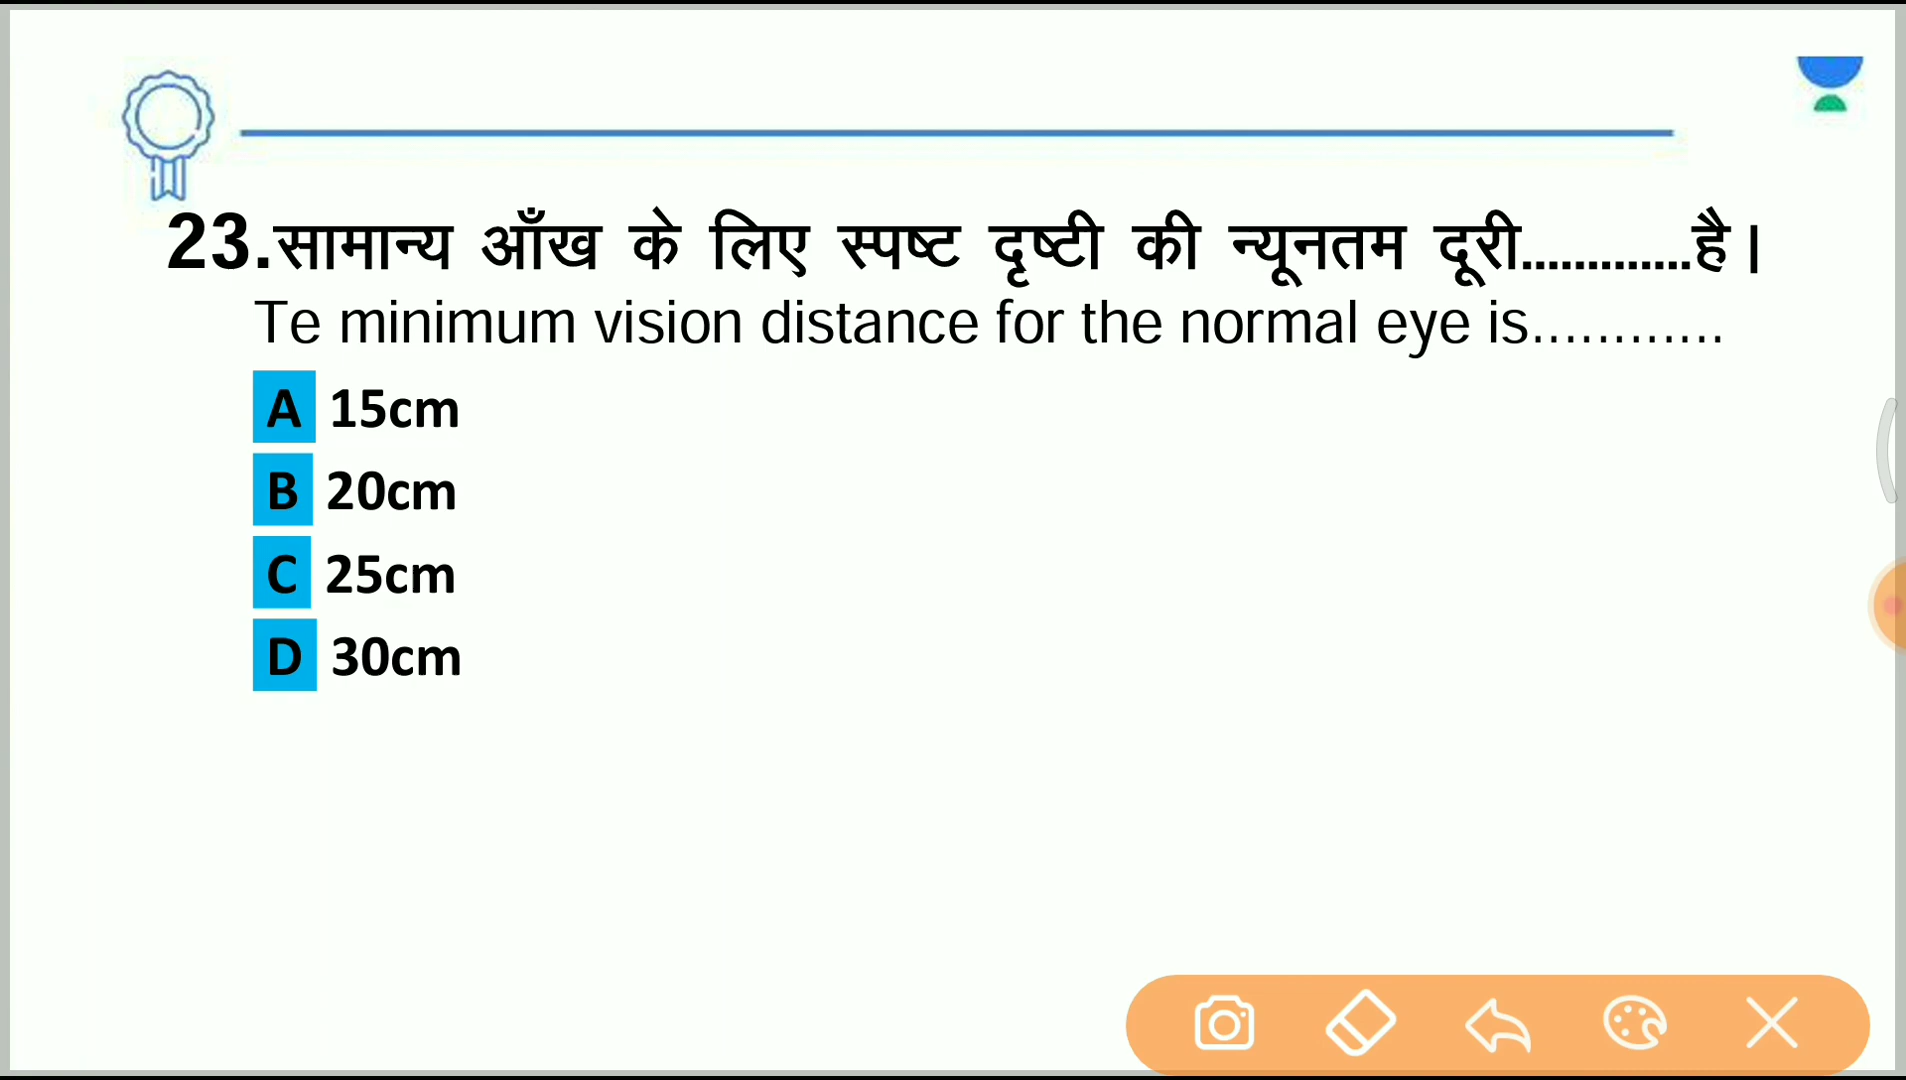 23.सामान्य आँख के लिए स्पष्ट दृष्टी की न्यूनतम दूरी.............है।
Te minimum vision distance for the normal eye is............
A 15cm
B 20cm
C 25cm
D 30cm